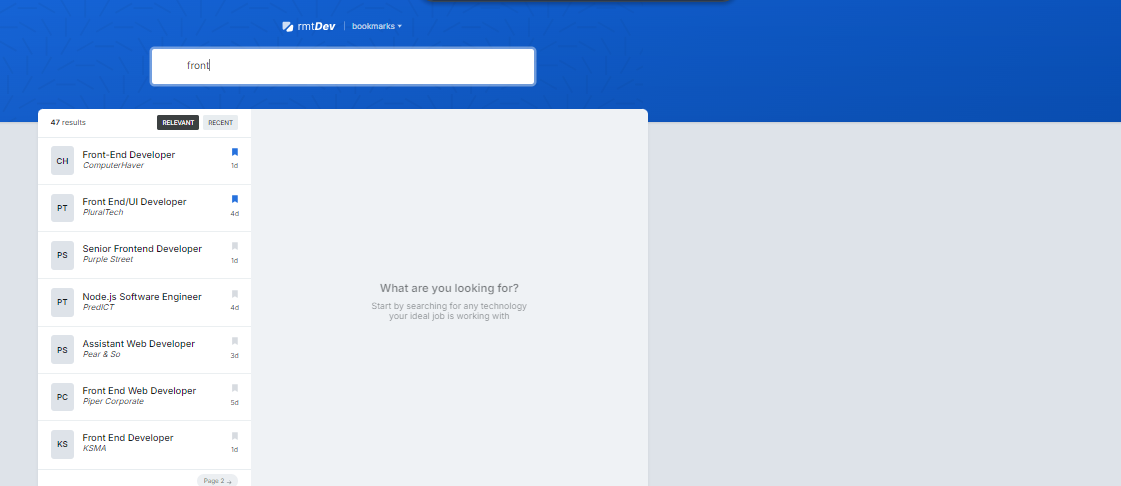 rmtDev bookmarks
front
47 results RELEVANT RECENT
CH Front-End Developer
ComputerHaver 1d
PT Front End/UI Developer
PluralTech 4d
PS Senior Frontend Developer
Purple Street 1d
PT Node.js Software Engineer
PredICT 4d
PS Assistant Web Developer
Pear & So 3d
PC Front End Web Developer
Piper Corporate 5d
KS Front End Developer
KSMA 1d
Page 2 →
What are you looking for?
Start by searching for any technology
your ideal job is working with